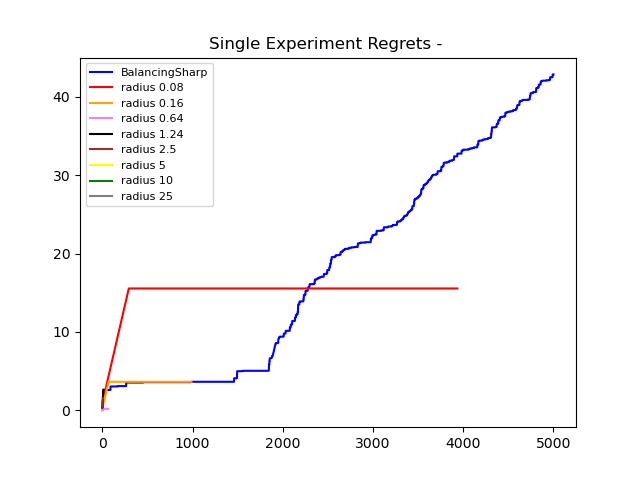 Single Experiment Regrets -
BalancingSharp
radius 0.08
radius 0.16
radius 0.64
radius 1.24
radius 2.5
radius 5
radius 10
radius 25
40
30
20
10
0
0 1000 2000 3000 4000 5000